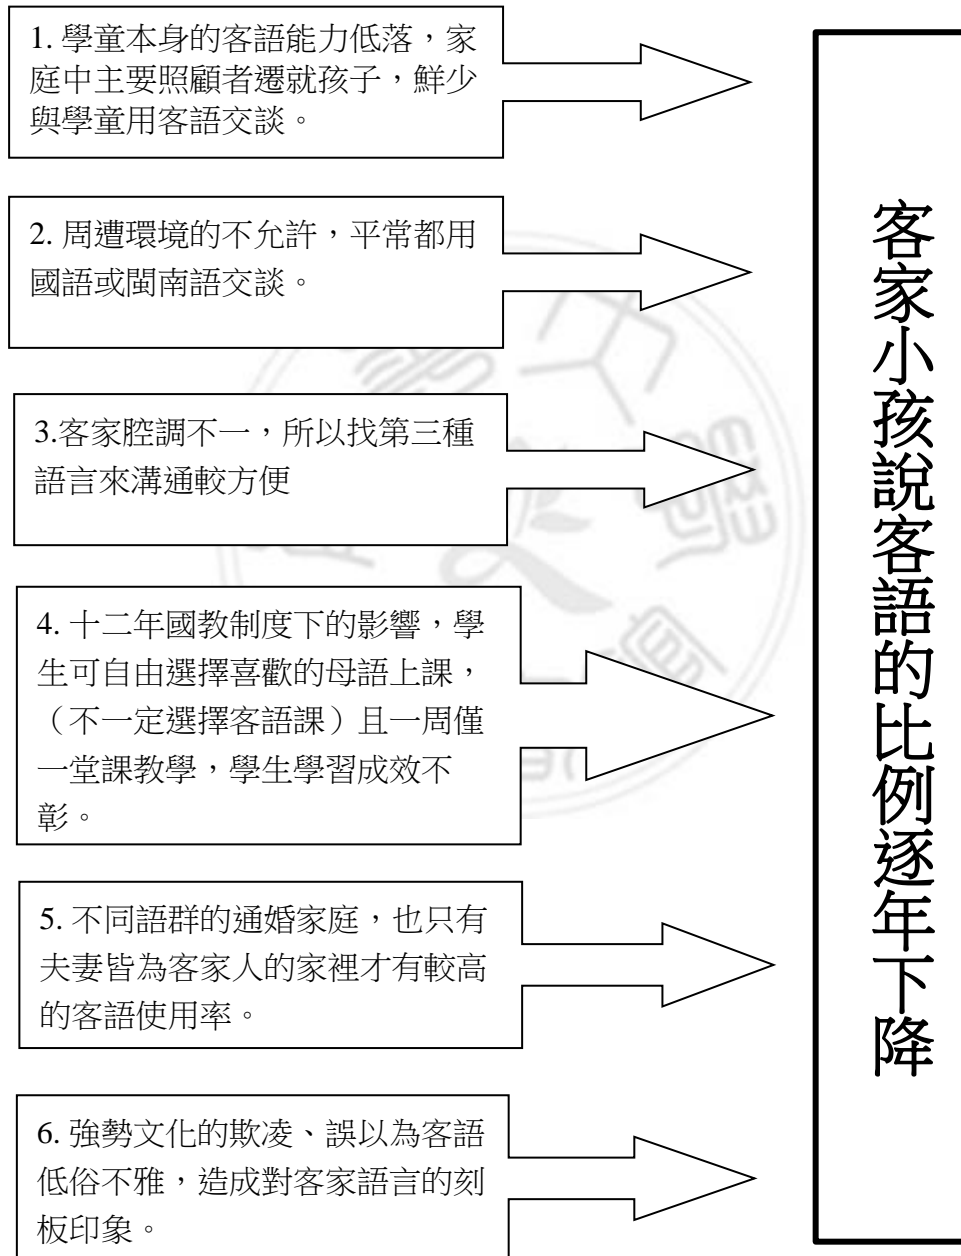 1. 學童本身的客語能力低落，家
庭中主要照顧者遷就孩子，鮮少
與學童用客語交談。
2. 周遭環境的不允許，平常都用
國語或閩南語交談。
3.客家腔調不一，所以找第三種
語言來溝通較方便
4. 十二年國教制度下的影響，學
生可自由選擇喜歡的母語上課，
（不一定選擇客語課）且一周僅
一堂課教學，學生學習成效不
彰。
5. 不同語群的通婚家庭，也只有
夫妻皆為客家人的家裡才有較高
的客語使用率。
6. 強勢文化的欺凌、誤以為客語
低俗不雅，造成對客家語言的刻
板印象。
客家小孩說客語的比例逐年下降